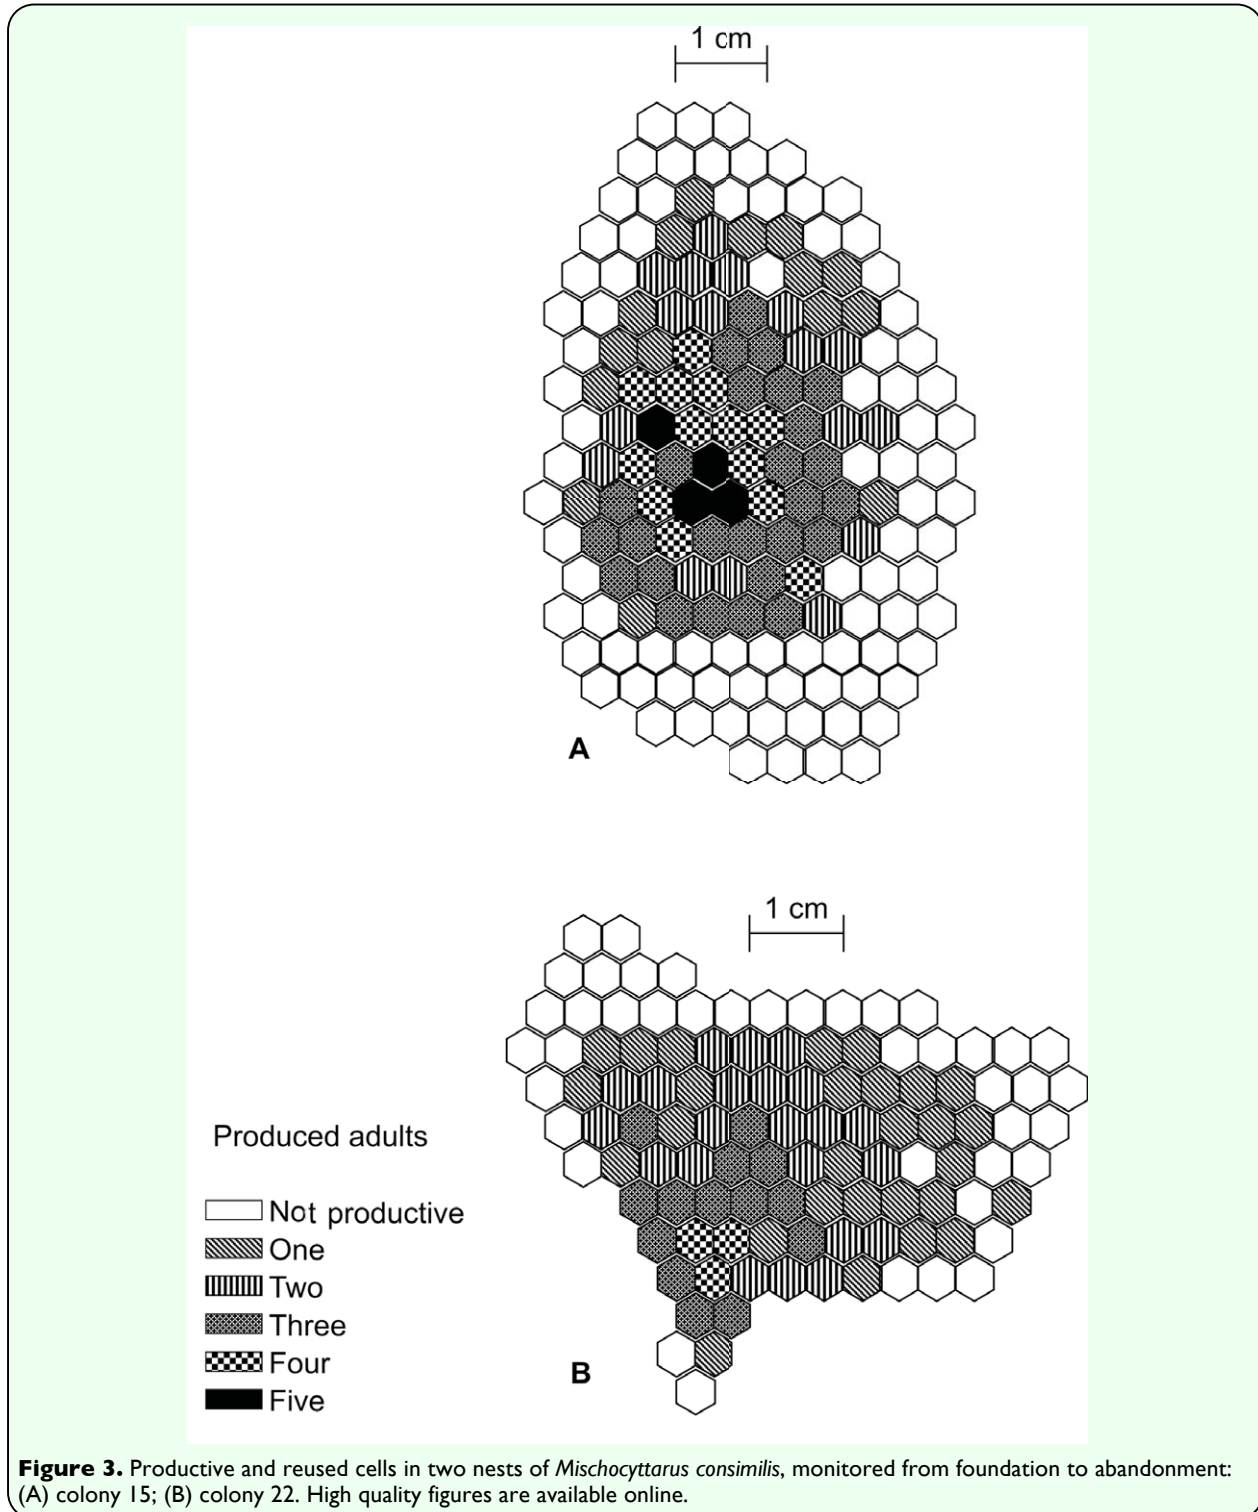 1 cm
A
1 cm
Produced adults
Not productive
One
Two
Three
Four
Five
B
Figure 3. Productive and reused cells in two nests of Mischocyttarus consimilis, monitored from foundation to abandonment:
(A) colony 15; (B) colony 22. High quality figures are available online.